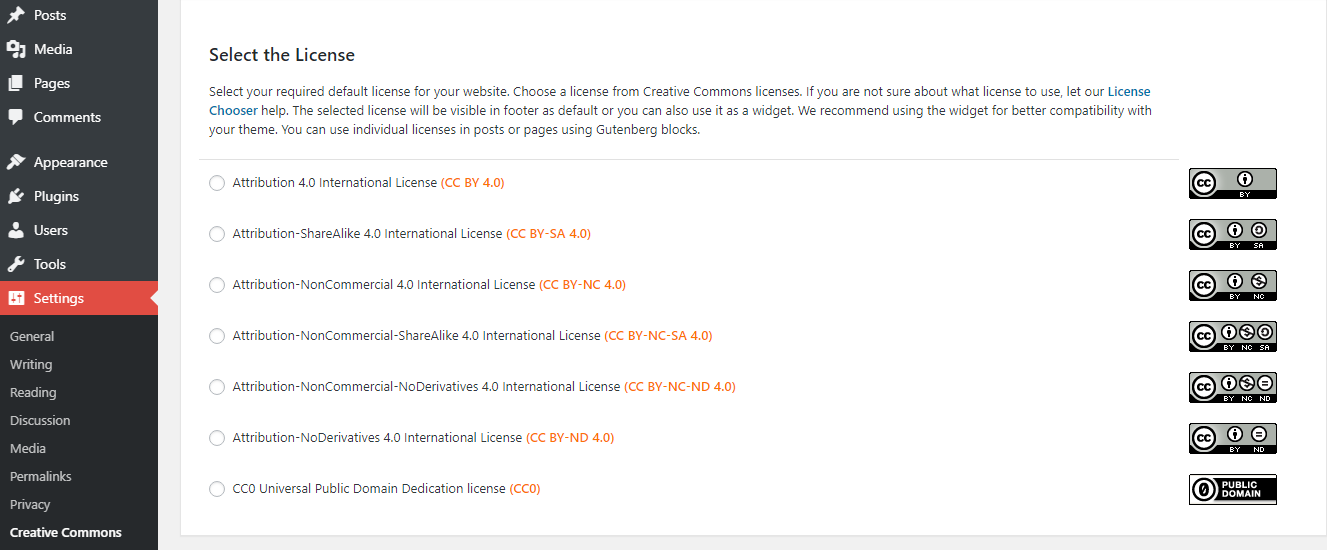 Posts
Media
Pages
Comments
Appearance
Plugins
Users
Tools
Settings
General
Writing
Reading
Discussion
Media
Permalinks
Privacy
Creative Commons
Select the License
Select your required default license for your website. Choose a license from Creative Commons licenses. If you are not sure about what license to use, let our License
Chooser help. The selected license will be visible in footer as default or you can also use it as a widget. We recommend using the widget for better compatibility with
your theme. You can use individual licenses in posts or pages using Gutenberg blocks.
Attribution 4.0 International License (CC BY 4.0)
cc BY
Attribution-ShareAlike 4.0 International License (CC BY-SA 4.0)
cc BY SA
Attribution-NonCommercial 4.0 International License (CC BY-NC 4.0)
cc BY NC
Attribution-NonCommercial-ShareAlike 4.0 International License (CC BY-NC-SA 4.0)
cc BY NC SA
Attribution-NonCommercial-NoDerivatives 4.0 International License (CC BY-NC-ND 4.0)
cc BY NC ND
Attribution-NoDerivatives 4.0 International License (CC BY-ND 4.0)
cc BY ND
CC0 Universal Public Domain Dedication license (CC0)
0 PUBLIC
DOMAIN